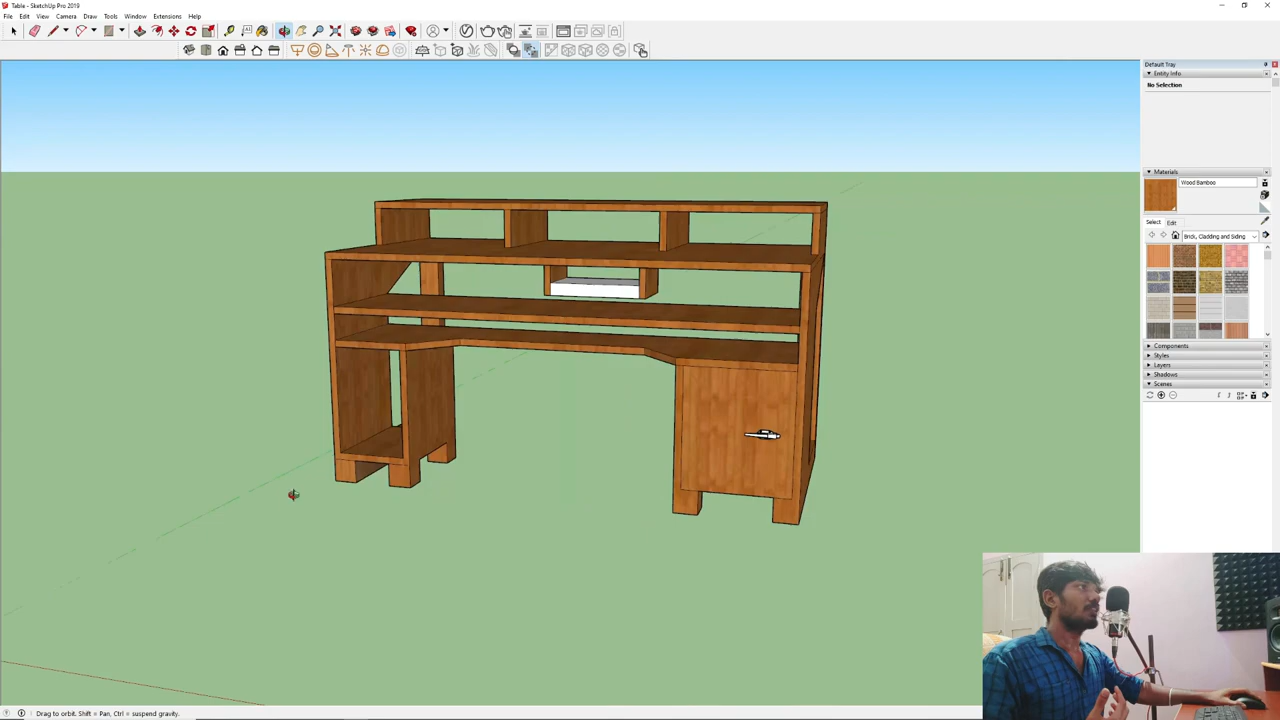 Table - SketchUp Pro 2019
File Edit View Camera Draw Tools Window Extensions Help
Default Tray
Entity Info
No Selection
Materials
Wood Bamboo
Select Edit
Brick, Cladding and Siding
Components
Styles
Layers
Shadows
Scenes
Drag to orbit. Shift = Pan, Ctrl = suspend gravity.